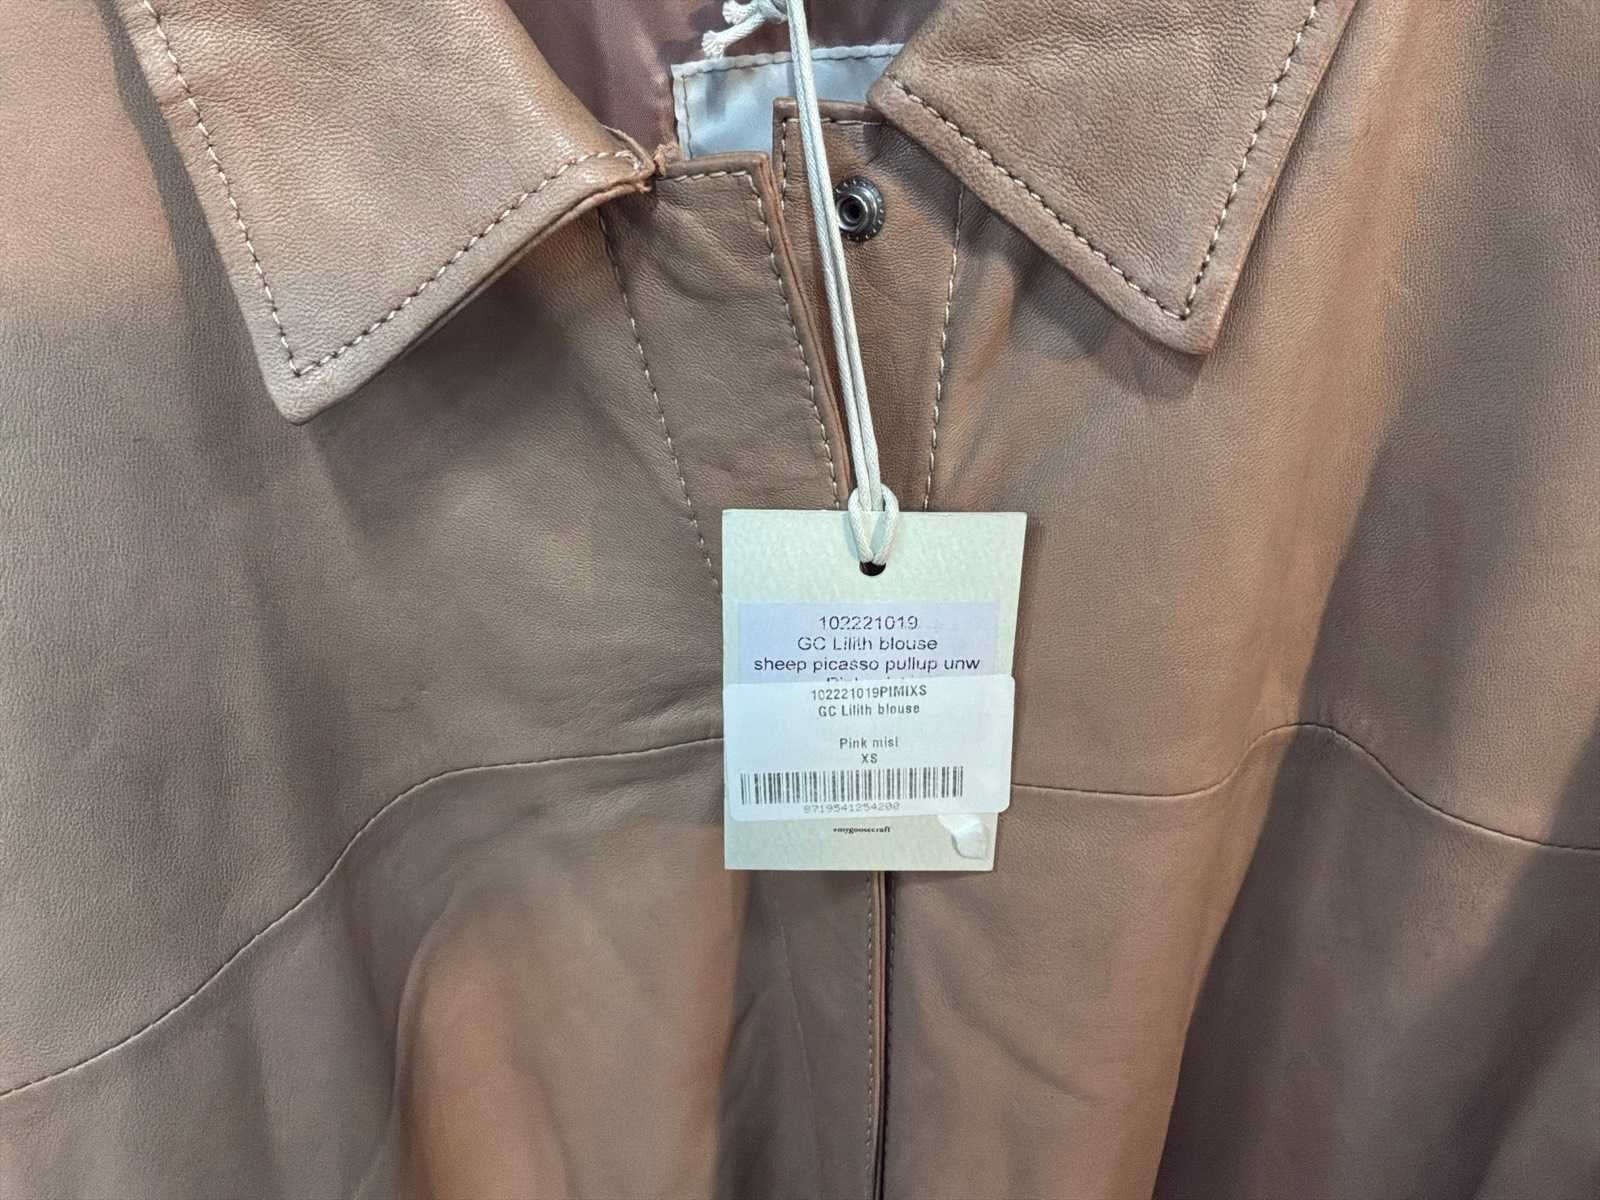 102221019
GC Lilith blouse
sheep picasso pullup unw
102221019PIMIXS
GC Lilith blouse
Pink mist
XS
8719541254200
#mygoosecraft